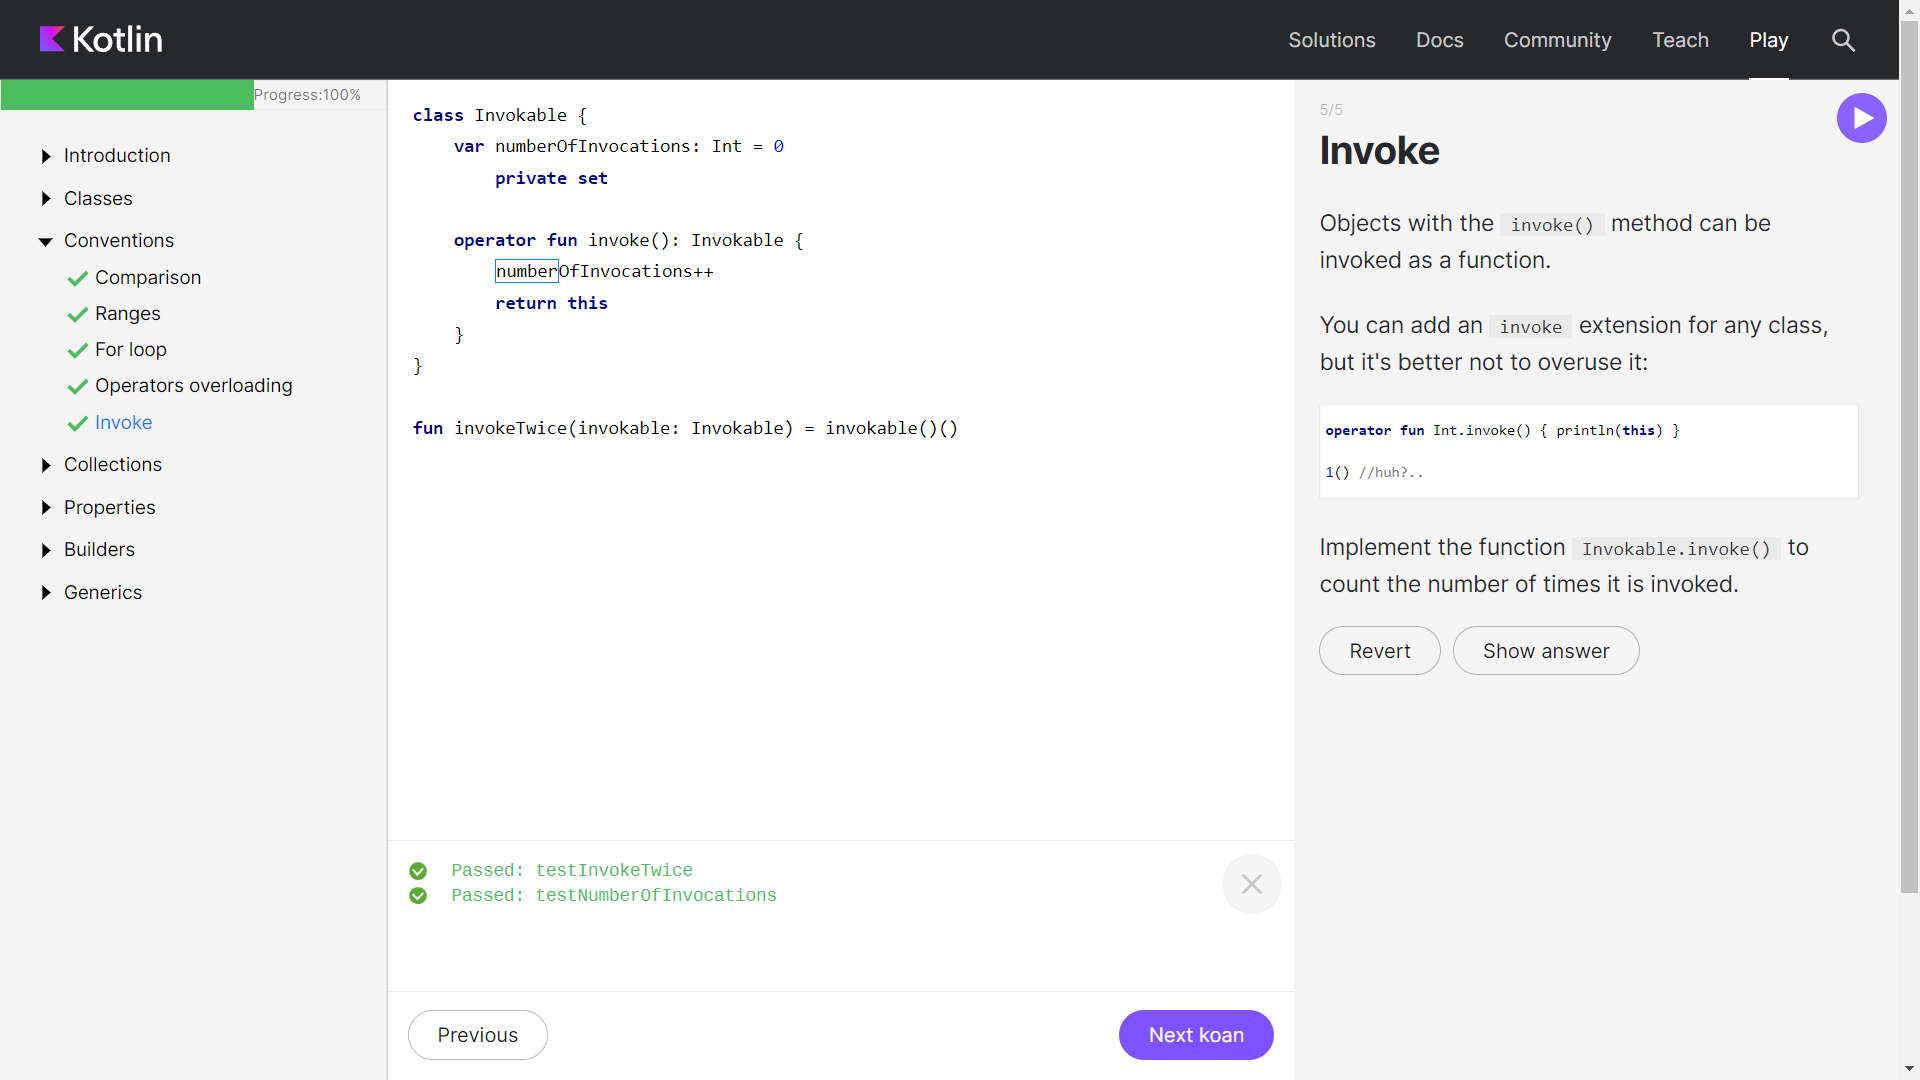 Kotlin
Solutions
Docs
Community
Teach
Play
Progress:100%
Introduction
Classes
Conventions
Comparison
Ranges
For loop
Operators overloading
Invoke
Collections
Properties
Builders
Generics
class Invokable {
    var numberOfInvocations: Int = 0
        private set

    operator fun invoke(): Invokable {
        numberOfInvocations++
        return this
    }
}

fun invokeTwice(invokable: Invokable) = invokable()()
Passed: testInvokeTwice
Passed: testNumberOfInvocations
Previous
Next koan
5/5
Invoke
Objects with the invoke() method can be
invoked as a function.
You can add an invoke extension for any class,
but it's better not to overuse it:
operator fun Int.invoke() { println(this) }
1() //huh?..
Implement the function Invokable.invoke() to
count the number of times it is invoked.
Revert
Show answer